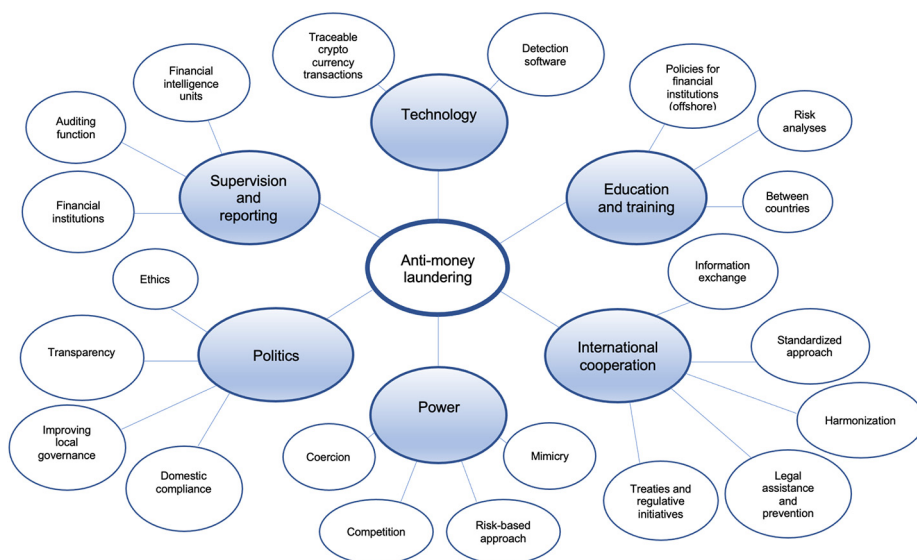 Traceable
crypto
currency
transactions
Detection
software
Financial
intelligence
units
Policies for
financial
institutions
(offshore)
Technology
Auditing
function
Risk
analyses
Supervision
and
reporting
Education
and training
Financial
institutions
Between
countries
Anti-money
laundering
Information
exchange
Ethics
Transparency
Politics
International
cooperation
Standardized
approach
Power
Harmonization
Improving
local
governance
Coercion
Mimicry
Domestic
compliance
Treaties and
regulative
initiatives
Legal
assistance
and
prevention
Competition
Risk-based
approach